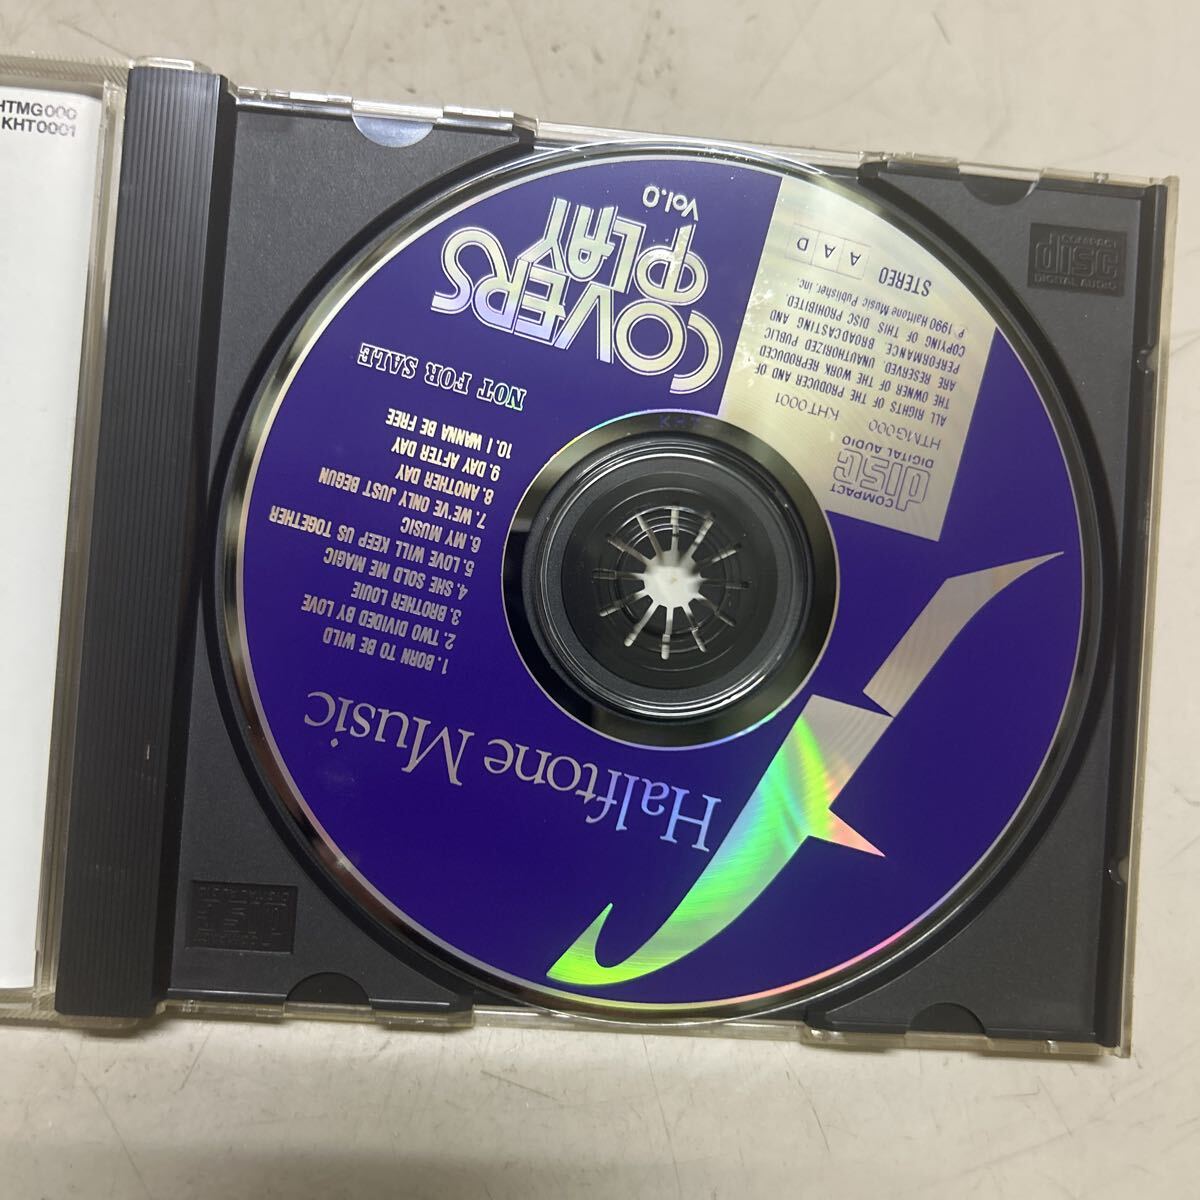 HTMG000
KHT0001
COVERS
PLAY
Vol.0
NOT FOR SALE
STEREO
A A D
COMPACT
disc
DIGITAL AUDIO
HTMG000
KHT0001
ALL RIGHTS OF THE PRODUCER AND OF
THE OWNER OF THE WORK REPRODUCED
ARE RESERVED. UNAUTHORIZED PUBLIC
PERFORMANCE, BROADCASTING AND
COPYING OF THIS DISC PROHIBITED.
℗ 1990 Halftone Music Publisher, Inc.
Halftone Music
1. BORN TO BE WILD
2. TWO DIVIDED BY LOVE
3. BROTHER LOUIE
4. SHE SOLD ME MAGIC
5. LOVE WILL KEEP US TOGETHER
6. MY MUSIC
7. WE'VE ONLY JUST BEGUN
8. ANOTHER DAY
9. DAY AFTER DAY
10. I WANNA BE FREE
COMPACT
disc
DIGITAL AUDIO